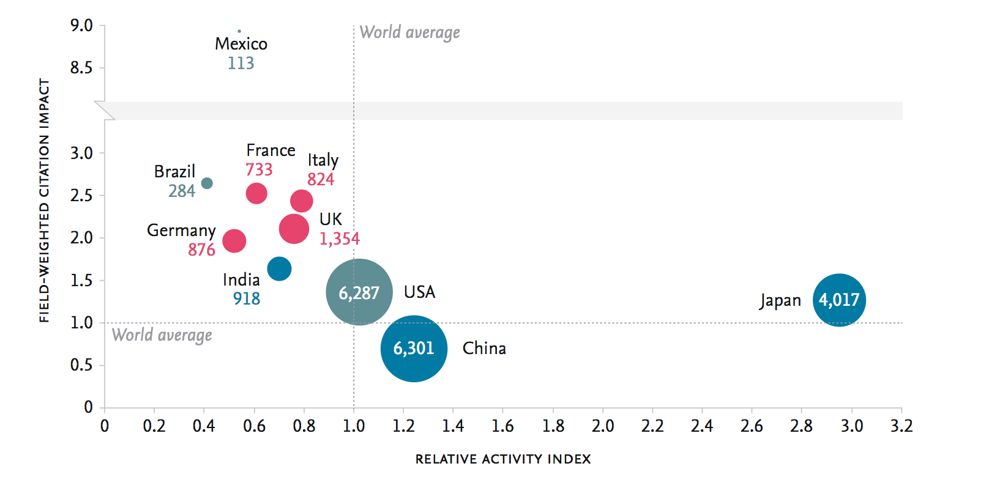 9.0
World average
Mexico
113
8.5
FIELD-WEIGHTED CITATION IMPACT
3.0
France
733
Italy
824
Brazil
284
2.5
UK
1,354
2.0
Germany
876
1.5
India
918
6,287
USA
Japan
4,017
1.0
World average
6,301
China
0.5
0
0 0.2 0.4 0.6 0.8 1.0 1.2 1.4 1.6 1.8 2.0 2.2 2.4 2.6 2.8 3.0 3.2
RELATIVE ACTIVITY INDEX